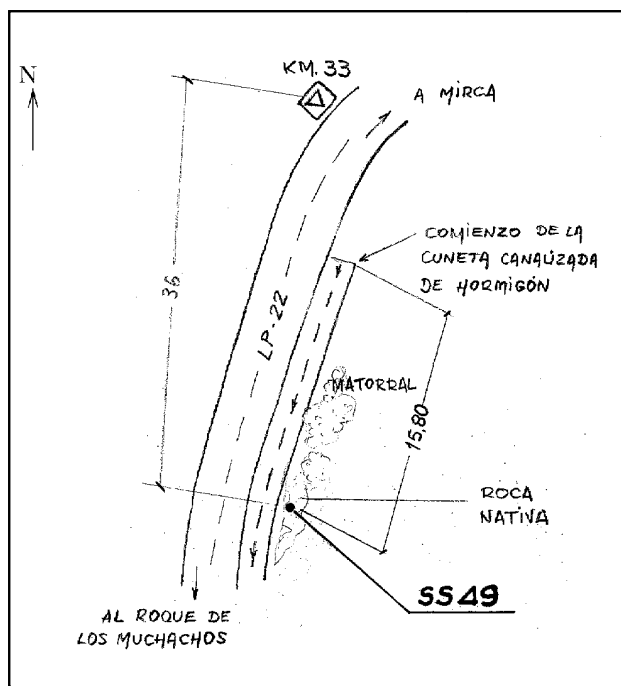 N
KM. 33
A MIRCA
COMIENZO DE LA
CUNETA CANALIZADA
DE HORMIGÓN
36
LP-22
MATORRAL
15,80
ROCA
NATIVA
SS49
AL ROQUE DE
LOS MUCHACHOS